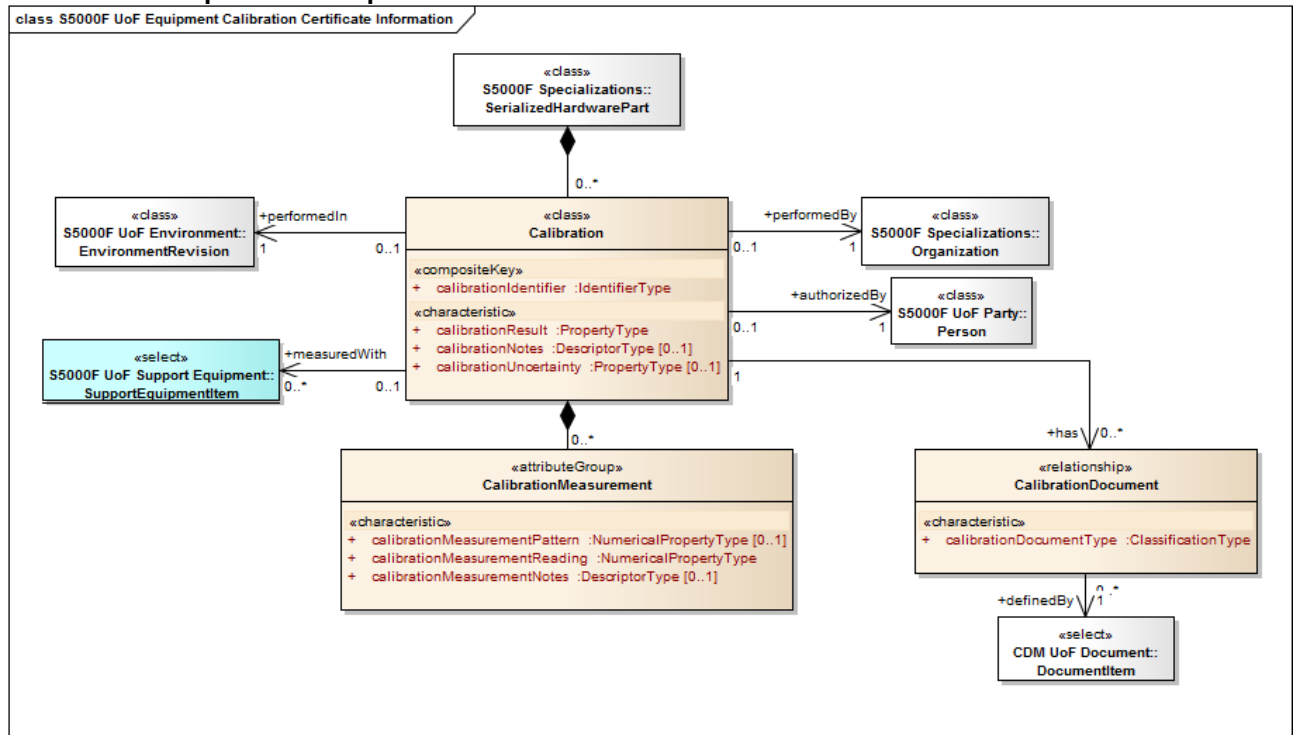 class S5000F UoF Equipment Calibration Certificate Information
«class»
S5000F Specializations::
SerializedHardwarePart
0..*
«class»
S5000F UoF Environment::
EnvironmentRevision
+performedIn
1
0..1
«class»
Calibration
«compositeKey»
+ calibrationIdentifier :IdentifierType
«characteristic»
+ calibrationResult :PropertyType
+ calibrationNotes :DescriptorType [0..1]
+ calibrationUncertainty :PropertyType [0..1]
+performedBy
0..1
1
«class»
S5000F Specializations::
Organization
+authorizedBy
0..1
1
«class»
S5000F UoF Party::
Person
«select»
S5000F UoF Support Equipment::
SupportEquipmentItem
+measuredWith
0..*
0..1
1
+has
0..*
0..*
«attributeGroup»
CalibrationMeasurement
«characteristic»
+ calibrationMeasurementPattern :NumericalPropertyType [0..1]
+ calibrationMeasurementReading :NumericalPropertyType
+ calibrationMeasurementNotes :DescriptorType [0..1]
«relationship»
CalibrationDocument
«characteristic»
+ calibrationDocumentType :ClassificationType
0..*
+definedBy
1
«select»
CDM UoF Document::
DocumentItem